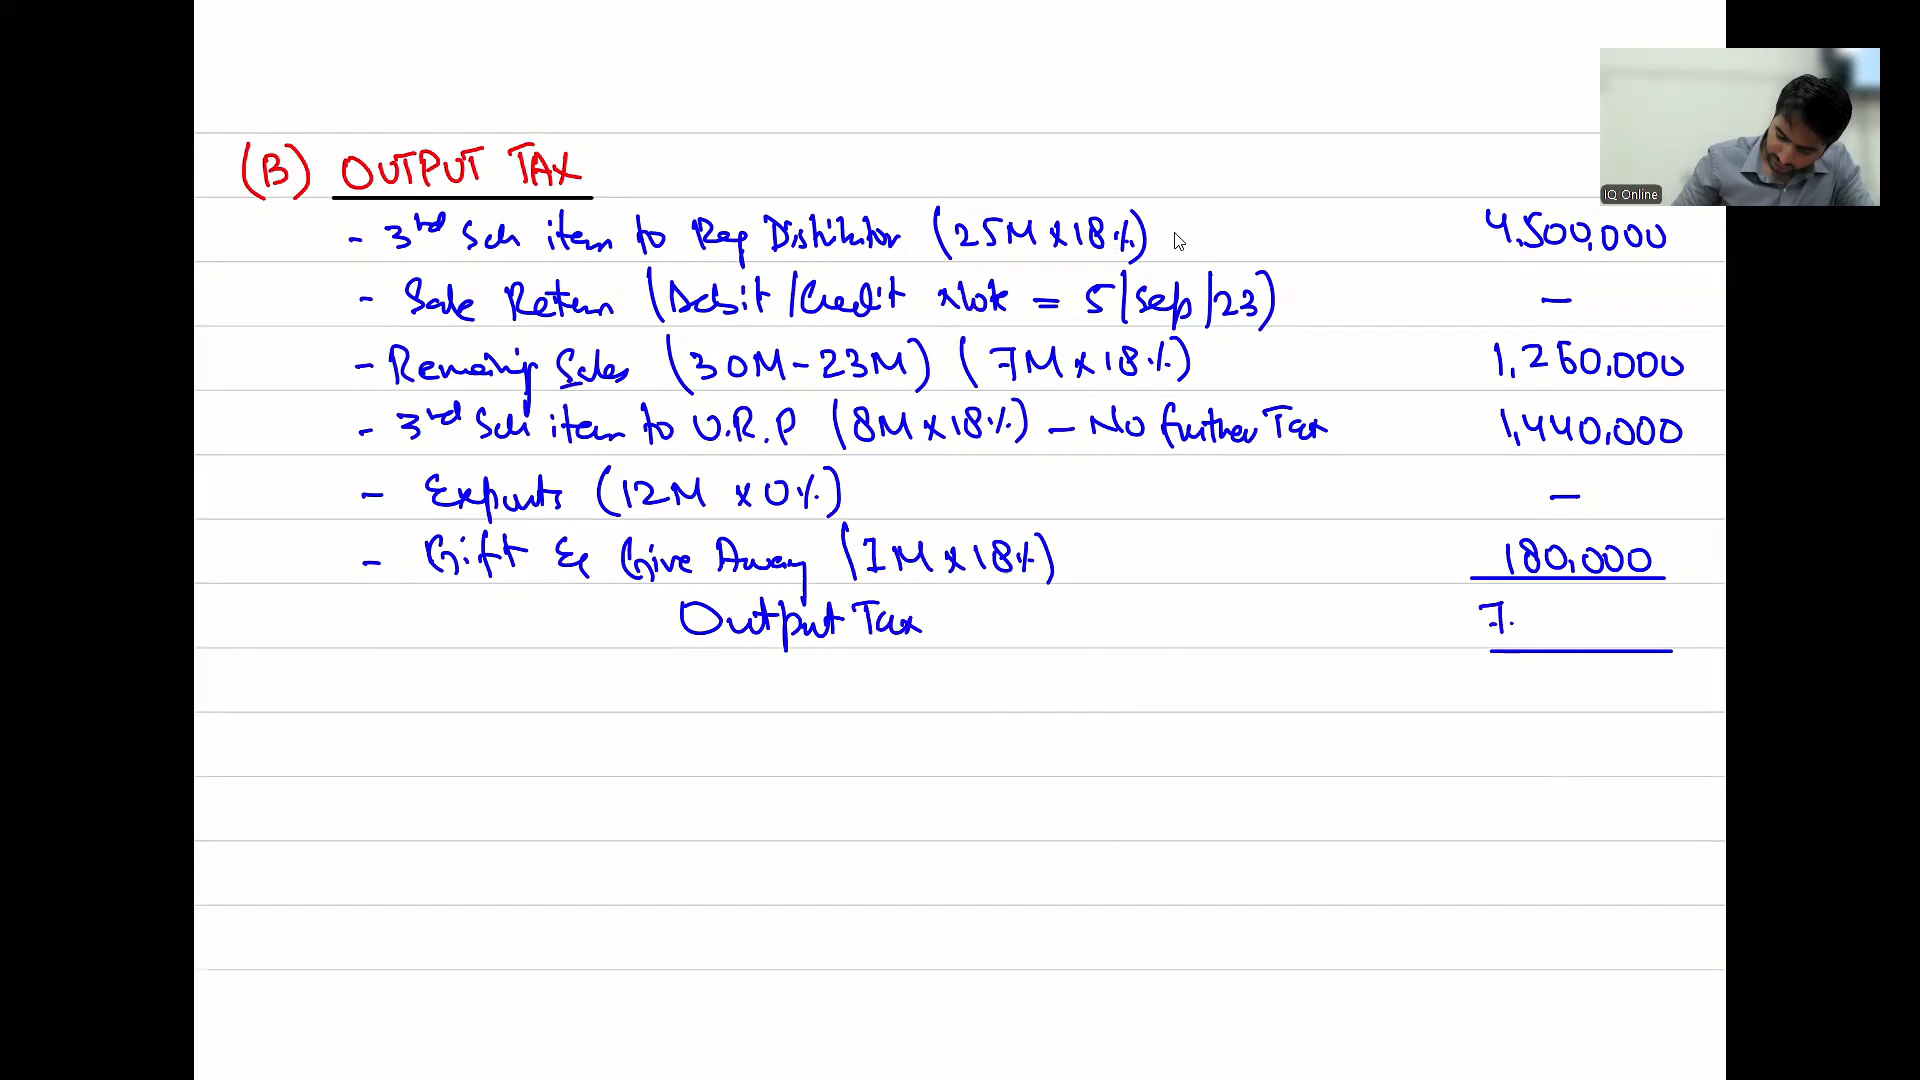 (B) OUTPUT TAX
- 3rd Sch item to Reg Distributor (25M x 18%) 4,500,000
- Sale Return (Debit/Credit Note = 5/Sep/23) -
- Remaining Sales (30M - 23M) (7M x 18%) 1,260,000
- 3rd Sch item to U.R.P (8M x 18%) - No further Tax 1,440,000
- Exports (12M x 0%) -
- Gift & Give Away (1M x 18%) 180,000
Output Tax 7.
IQ Online